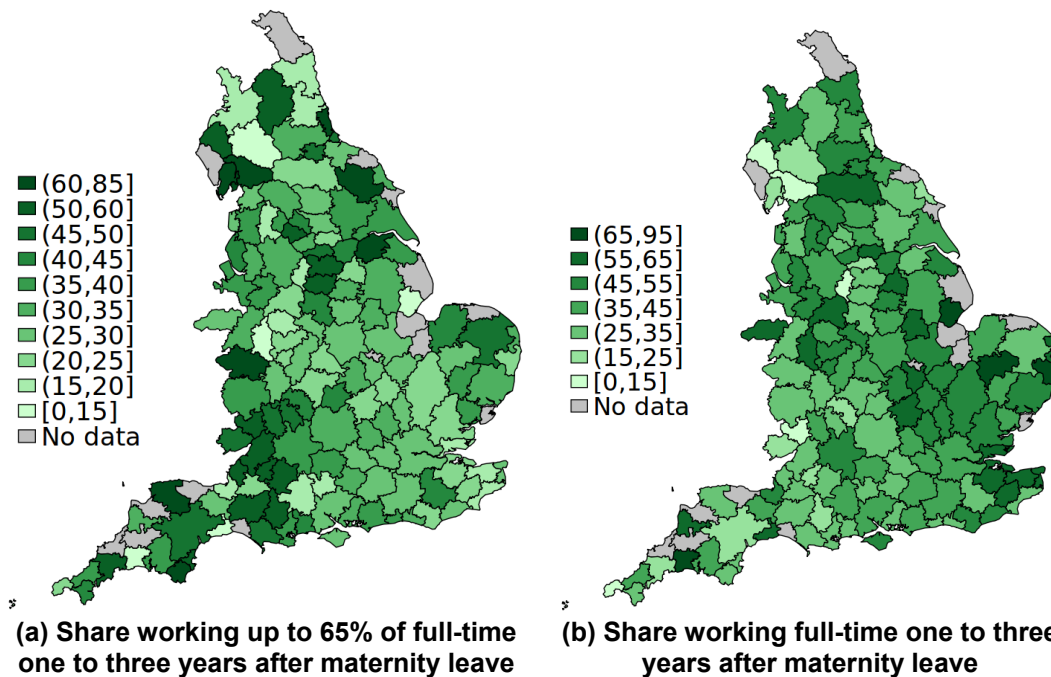 (60,85]
(50,60]
(45,50]
(40,45]
(35,40]
(30,35]
(25,30]
(20,25]
(15,20]
[0,15]
No data
(65,95]
(55,65]
(45,55]
(35,45]
(25,35]
(15,25]
[0,15]
No data
(a) Share working up to 65% of full-time
one to three years after maternity leave
(b) Share working full-time one to three
years after maternity leave